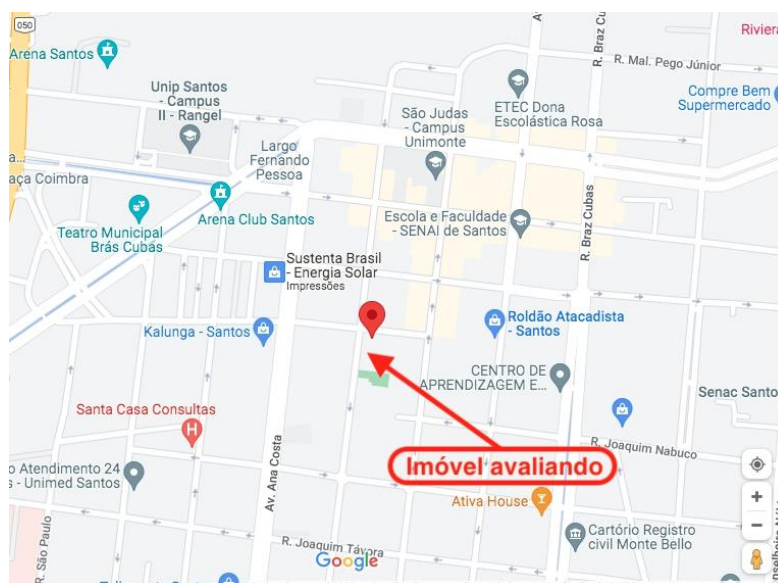 050
Arena Santos
Riviera
R. Braz Cubas
R. Mal. Pego Júnior
Unip Santos
- Campus
II - Rangel
ETEC Dona
Escolástica Rosa
Compre Bem
Supermercado
São Judas
- Campus
Unimonte
Largo
Fernando
Pessoa
aça Coimbra
Arena Club Santos
Teatro Municipal
Brás Cubas
Escola e Faculdade
- SENAI de Santos
R. Braz Cubas
Sustenta Brasil
- Energia Solar
Impressões
Kalunga - Santos
Roldão Atacadista
- Santos
CENTRO DE
APRENDIZAGEM E...
Senac Santo
Santa Casa Consultas
H
Av. Ana Costa
R. Joaquim Nabuco
Imóvel avaliando
o Atendimento 24
s - Unimed Santos
Ativa House
Cartório Registro
civil Monte Bello
R. São Paulo
R. Joaquim Távora
Google
+
−